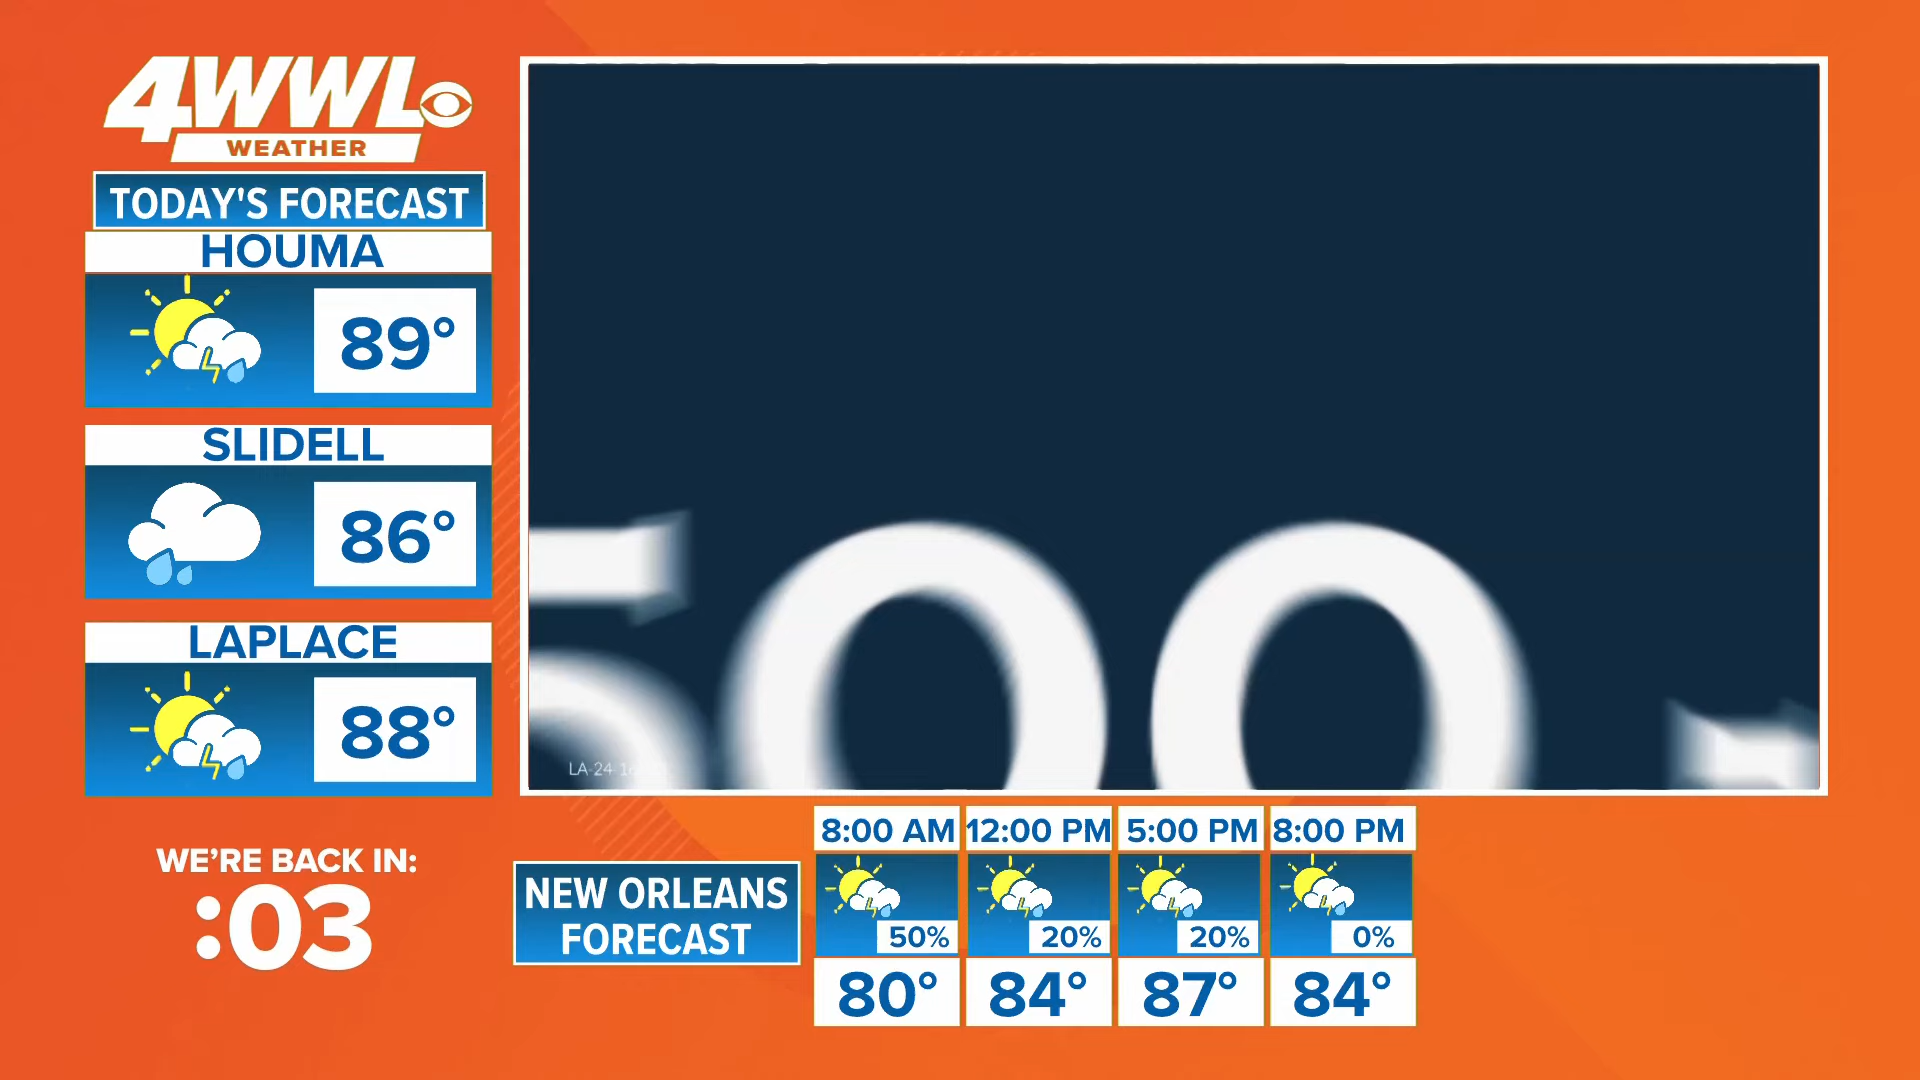 4WWL
WEATHER
TODAY'S FORECAST
HOUMA
89°
SLIDELL
86°
LAPLACE
88°
WE'RE BACK IN:
:03
500
LA-24-
NEW ORLEANS
FORECAST
8:00 AM 12:00 PM 5:00 PM 8:00 PM
50% 20% 20% 0%
80° 84° 87° 84°